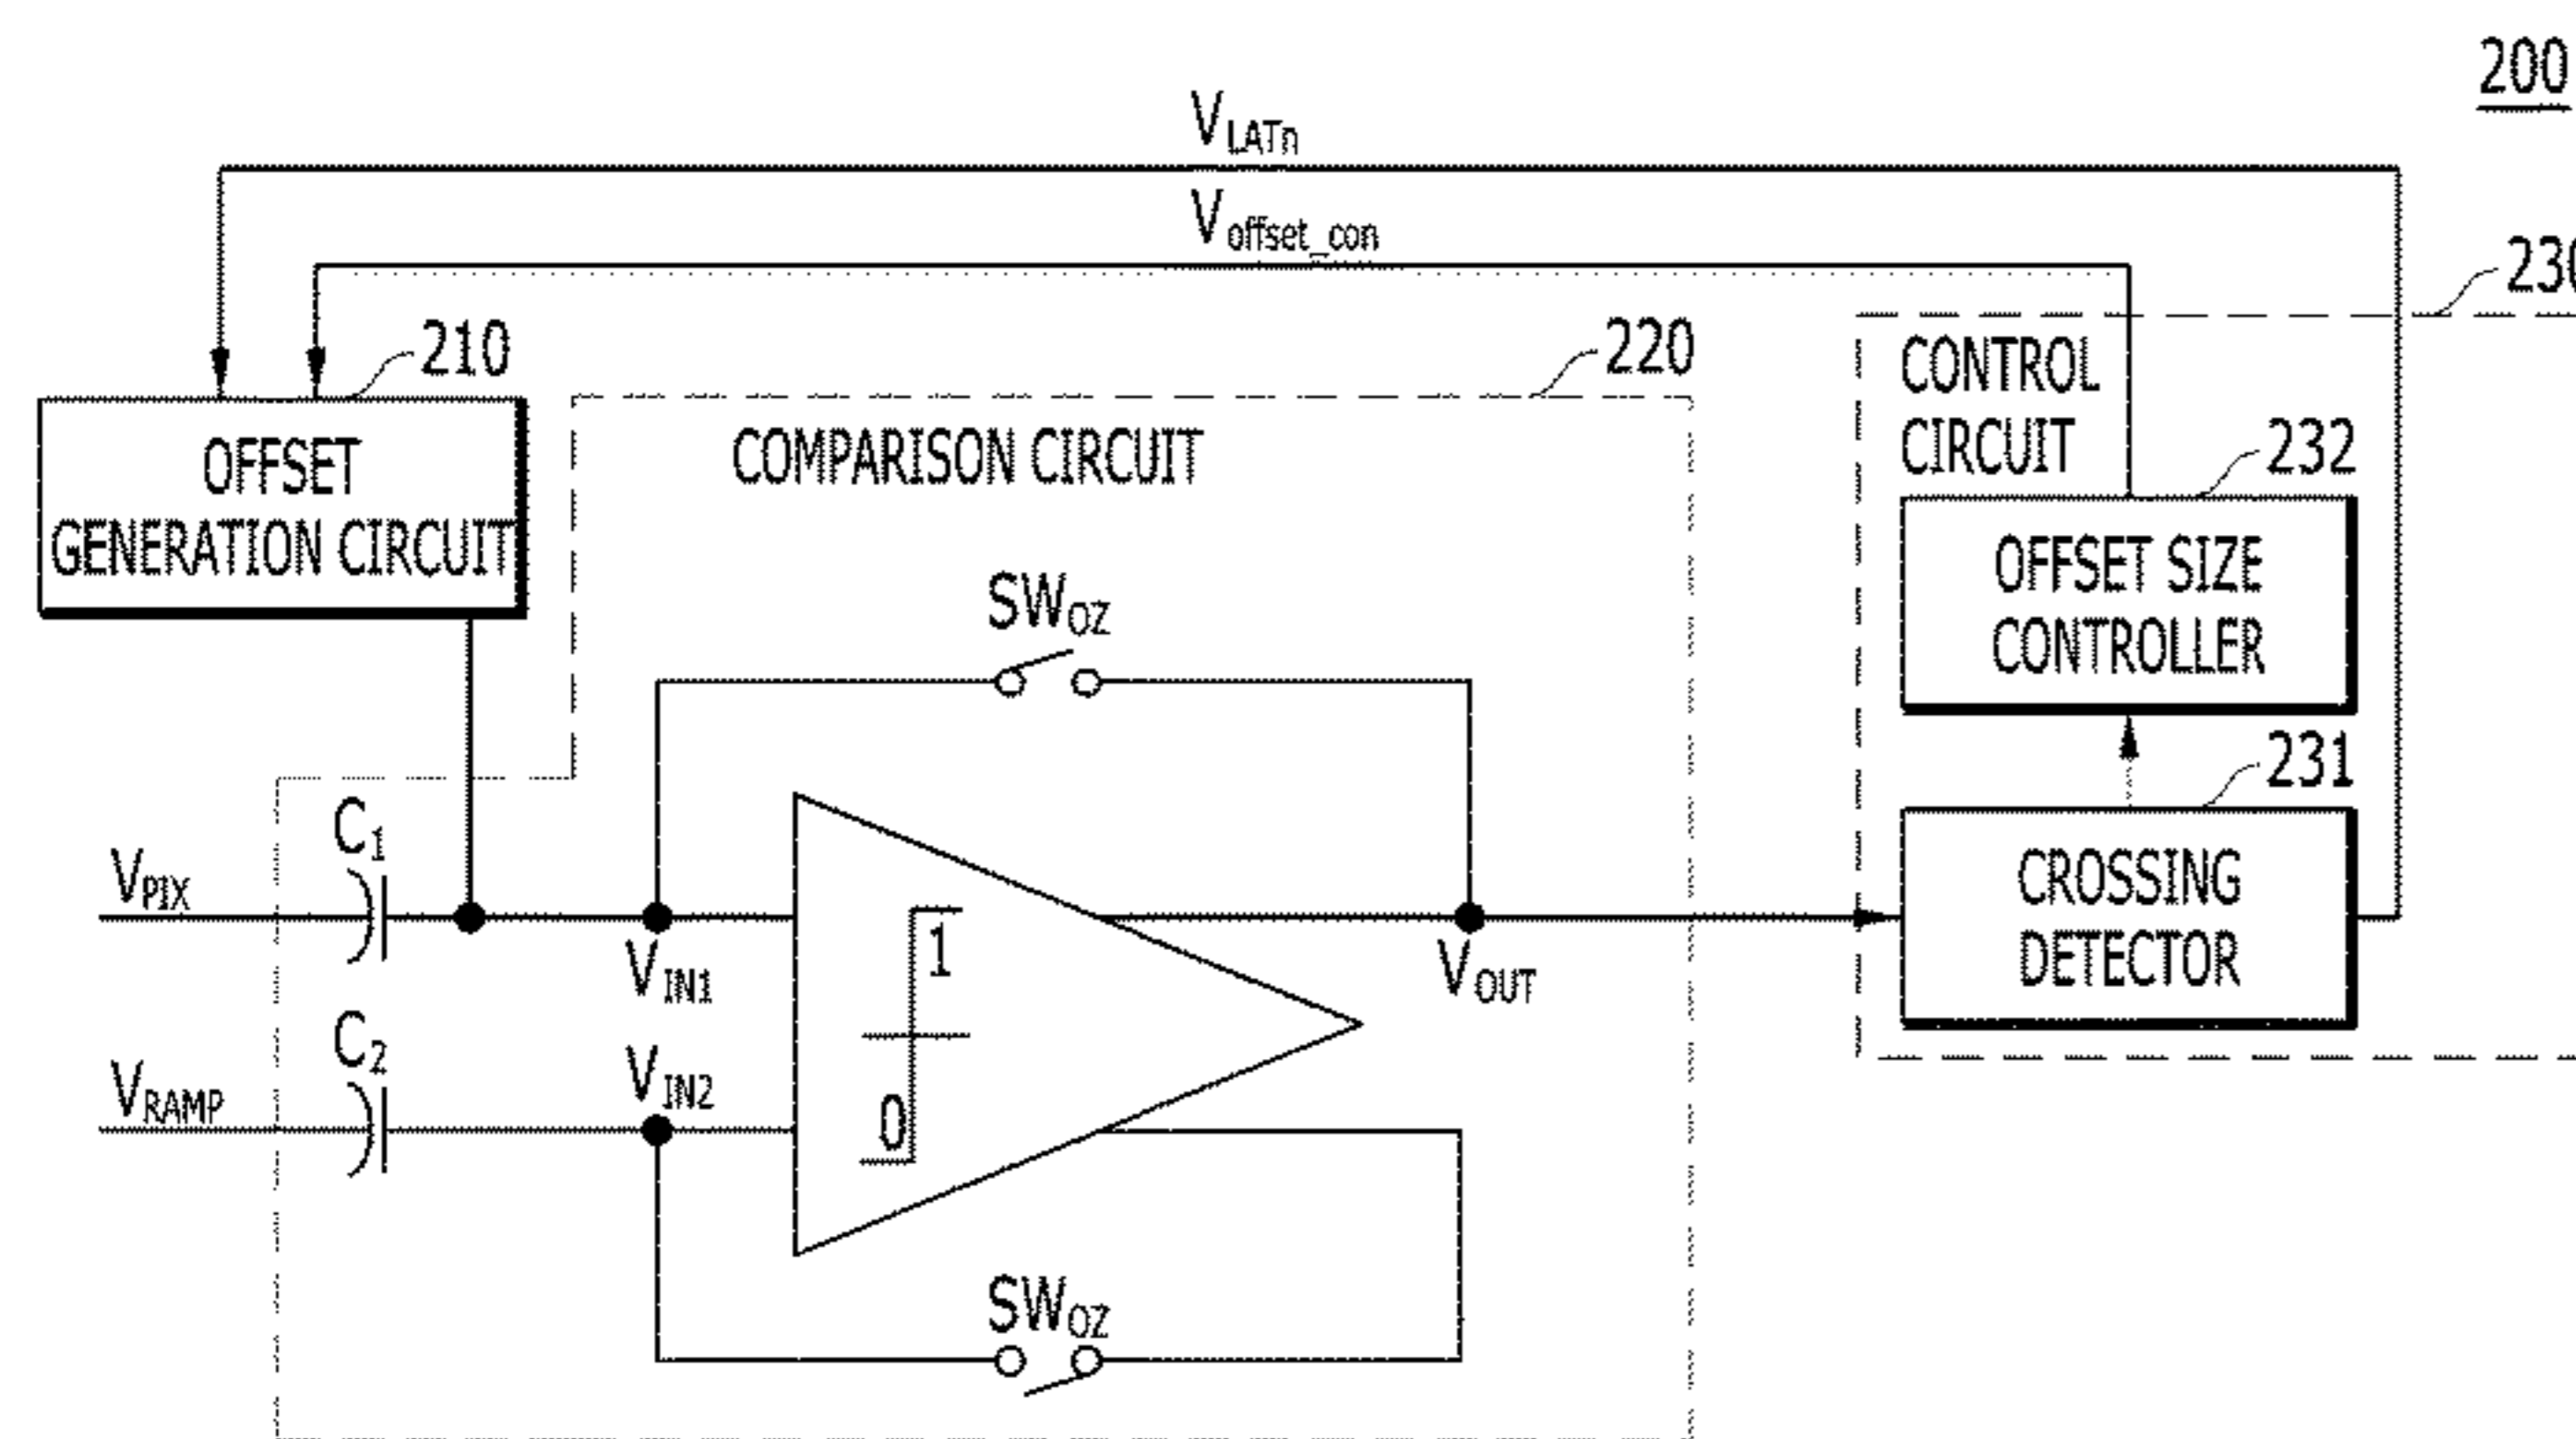 200
VLATn
Voffset_con
230
210
220
CONTROL
CIRCUIT
232
OFFSET
GENERATION CIRCUIT
COMPARISON CIRCUIT
OFFSET SIZE
CONTROLLER
SWOZ
231
C1
VPIX
CROSSING
DETECTOR
1
VIN1
VOUT
C2
VRAMP
VIN2
0
SWOZ